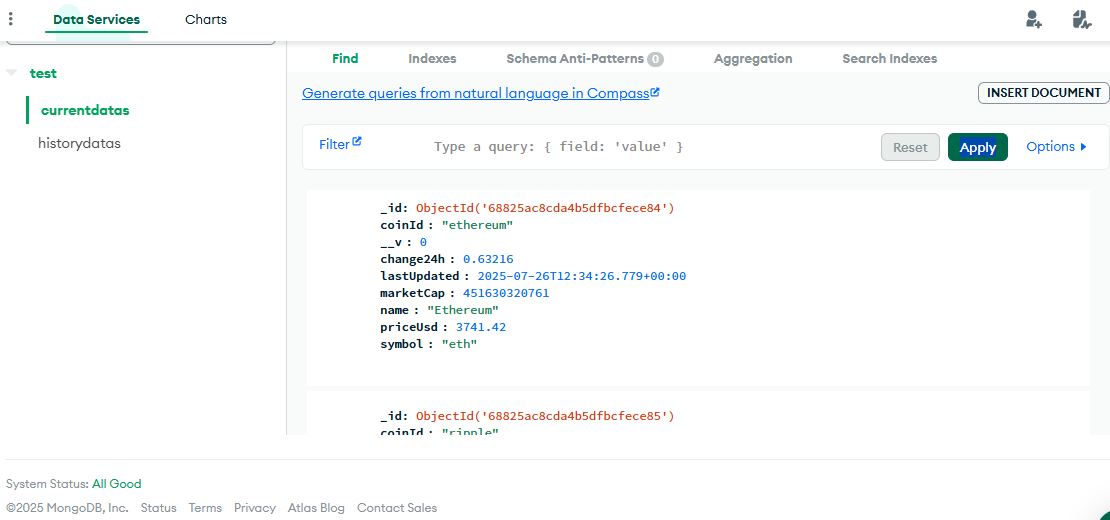 Data Services Charts
test
currentdatas
historydatas
Find Indexes Schema Anti-Patterns 0 Aggregation Search Indexes
Generate queries from natural language in Compass
INSERT DOCUMENT
Filter Type a query: { field: 'value' } Reset Apply Options
_id: ObjectId('68825ac8cda4b5dfbcfece84')
coinId : "ethereum"
__v : 0
change24h : 0.63216
lastUpdated : 2025-07-26T12:34:26.779+00:00
marketCap : 451630320761
name : "Ethereum"
priceUsd : 3741.42
symbol : "eth"
_id: ObjectId('68825ac8cda4b5dfbcfece85')
coinId : "ripple"
System Status: All Good
©2025 MongoDB, Inc. Status Terms Privacy Atlas Blog Contact Sales